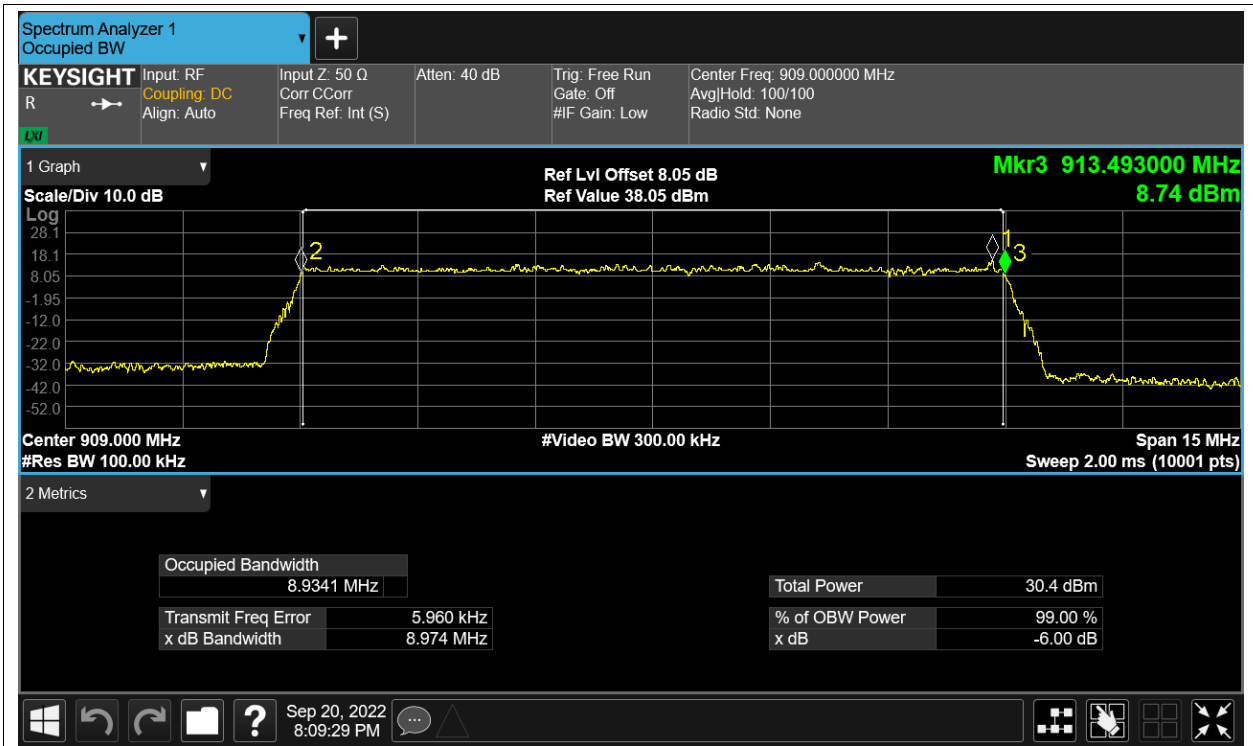 Spectrum Analyzer 1
Occupied BW
KEYSIGHT
R
LXI
Input: RF
Coupling: DC
Align: Auto
Input Z: 50 Ω
Corr CCorr
Freq Ref: Int (S)
Atten: 40 dB
Trig: Free Run
Gate: Off
#IF Gain: Low
Center Freq: 909.000000 MHz
Avg|Hold: 100/100
Radio Std: None
1 Graph
Scale/Div 10.0 dB
Ref Lvl Offset 8.05 dB
Ref Value 38.05 dBm
Mkr3 913.493000 MHz
8.74 dBm
Log
28.1
18.1
8.05
-1.95
-12.0
-22.0
-32.0
-42.0
-52.0
2
1
3
Center 909.000 MHz
#Res BW 100.00 kHz
#Video BW 300.00 kHz
Span 15 MHz
Sweep 2.00 ms (10001 pts)
2 Metrics
Occupied Bandwidth
8.9341 MHz
Transmit Freq Error 5.960 kHz
x dB Bandwidth 8.974 MHz
Total Power 30.4 dBm
% of OBW Power 99.00 %
x dB -6.00 dB
?
Sep 20, 2022
8:09:29 PM